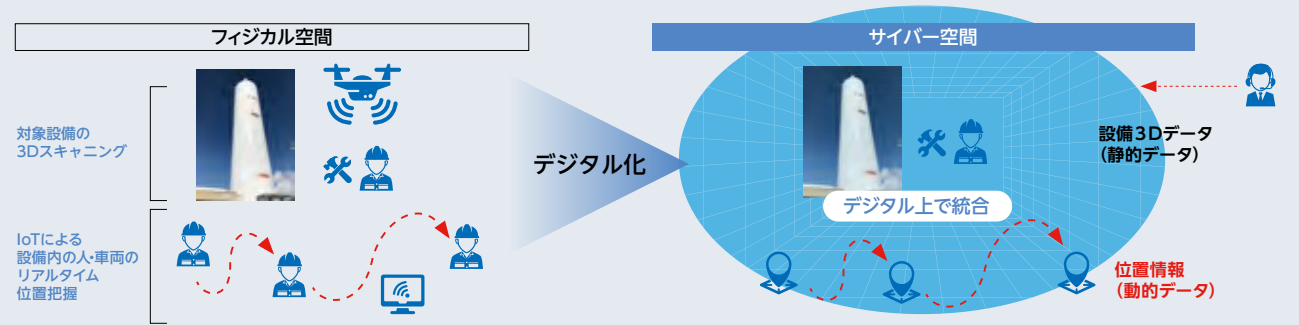 フィジカル空間
サイバー空間
対象設備の
3Dスキャニング
デジタル化
設備3Dデータ
(静的データ)
デジタル上で統合
IoTによる
設備内の人・車両の
リアルタイム
位置把握
位置情報
(動的データ)